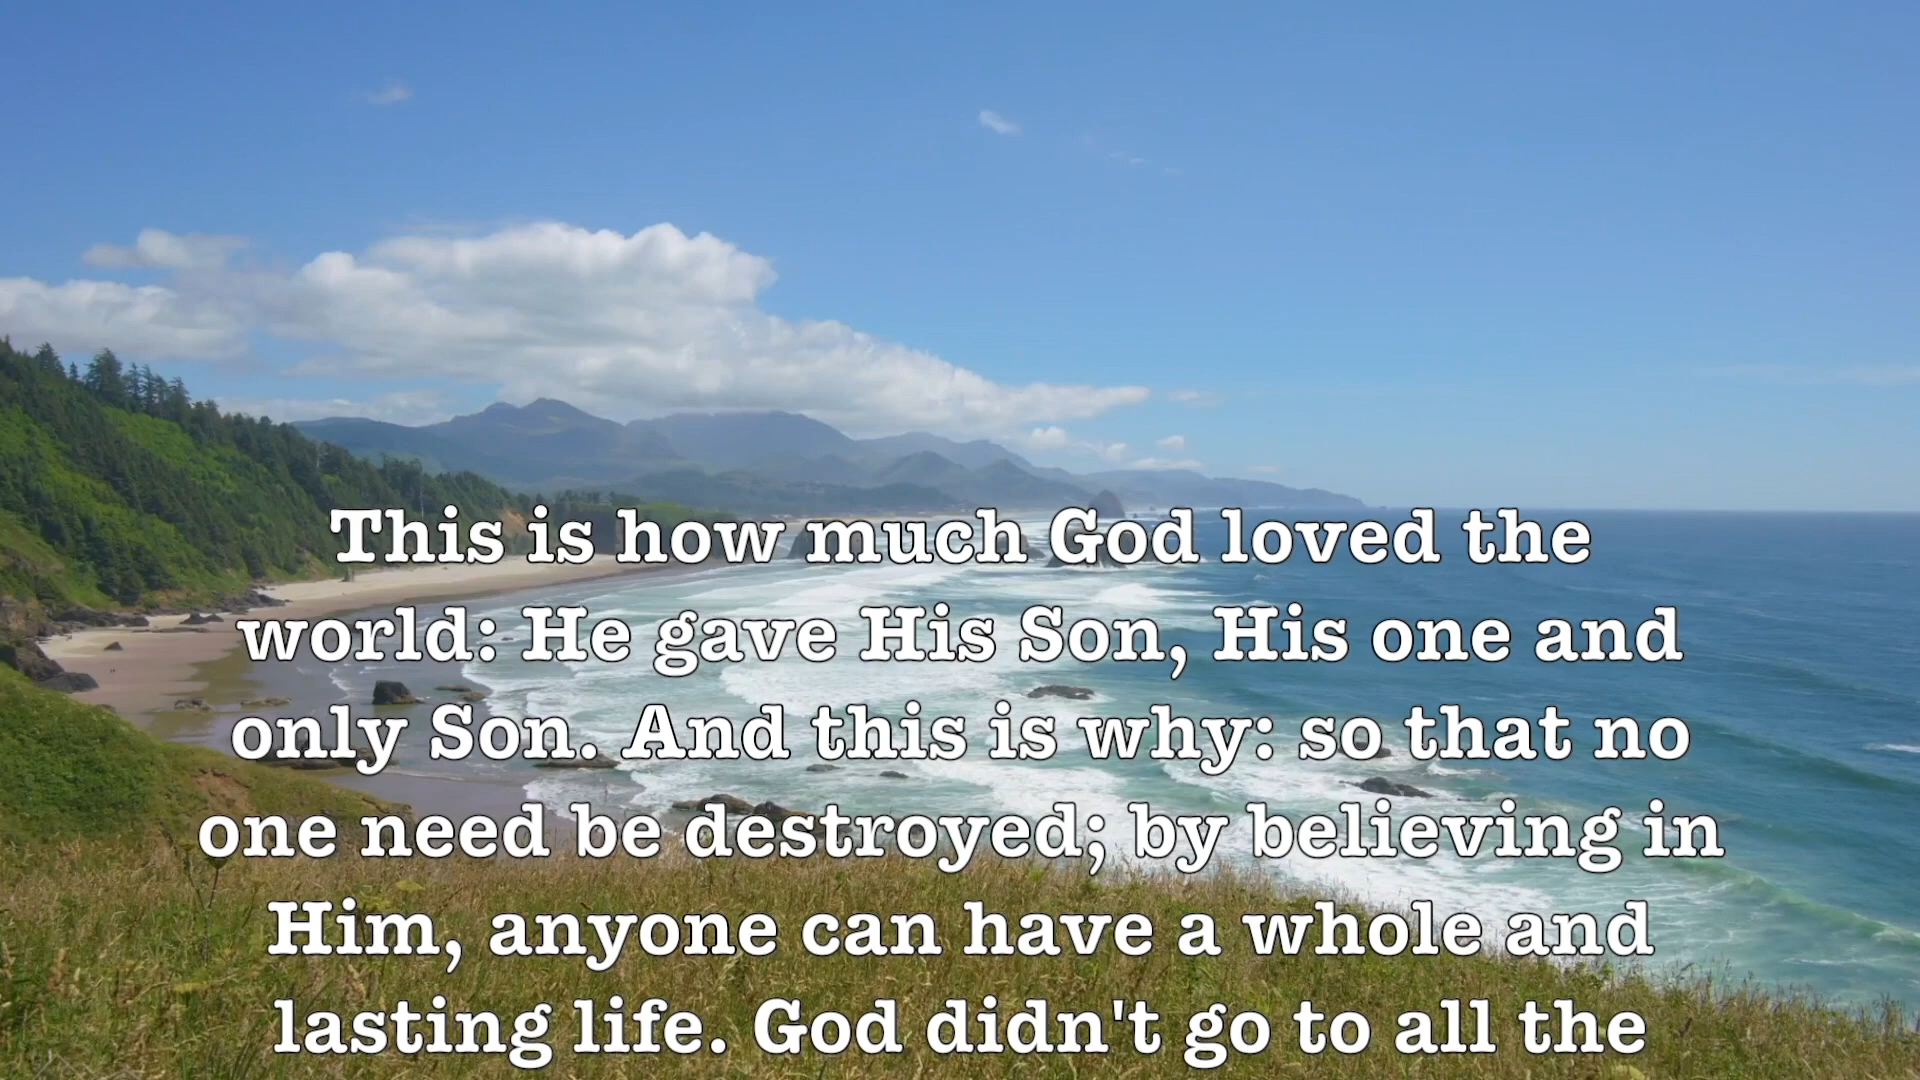 This is how much God loved the
world: He gave His Son, His one and
only Son. And this is why: so that no
one need be destroyed; by believing in
Him, anyone can have a whole and
lasting life. God didn't go to all the